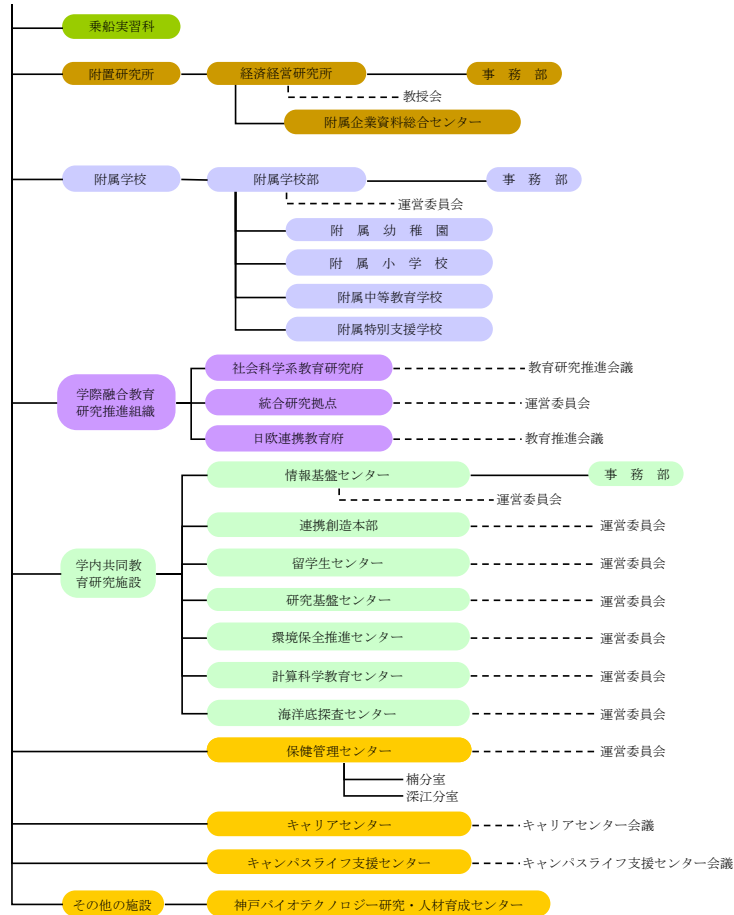 乗船実習科
附置研究所
経済経営研究所
事　務　部
教授会
附属企業資料総合センター
附属学校
附属学校部
事　務　部
運営委員会
附　属　幼　稚　園
附　属　小　学　校
附属中等教育学校
附属特別支援学校
学際融合教育
研究推進組織
社会科学系教育研究府
教育研究推進会議
統合研究拠点
運営委員会
日欧連携教育府
教育推進会議
学内共同教
育研究施設
情報基盤センター
事　務　部
運営委員会
連携創造本部
運営委員会
留学生センター
運営委員会
研究基盤センター
運営委員会
環境保全推進センター
運営委員会
計算科学教育センター
運営委員会
海洋底探査センター
運営委員会
保健管理センター
運営委員会
楠分室
深江分室
キャリアセンター
キャリアセンター会議
キャンパスライフ支援センター
キャンパスライフ支援センター会議
その他の施設
神戸バイオテクノロジー研究・人材育成センター